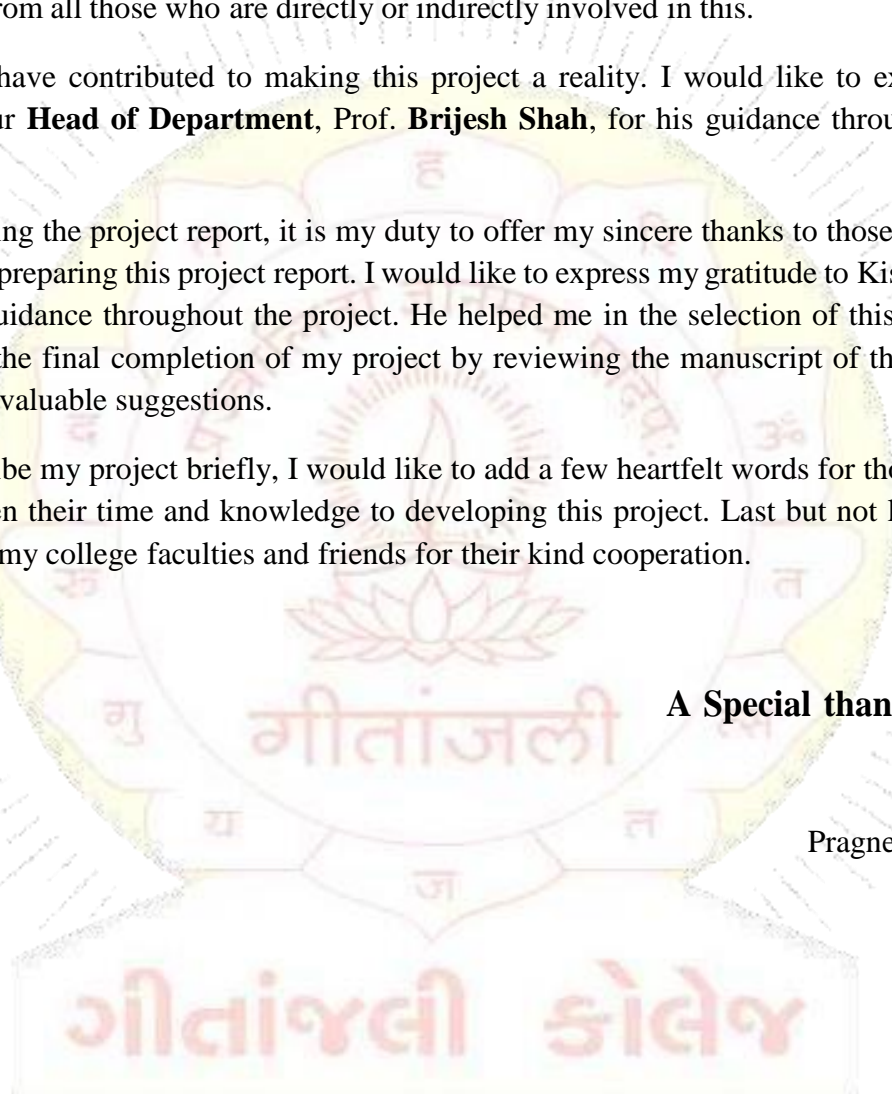 rom all those who are directly or indirectly involved in this.
have contributed to making this project a reality. I would like to ex
ur Head of Department, Prof. Brijesh Shah, for his guidance throu
ह
रि
ing the project report, it is my duty to offer my sincere thanks to those
preparing this project report. I would like to express my gratitude to Kis
uidance throughout the project. He helped me in the selection of this
the final completion of my project by reviewing the manuscript of th
valuable suggestions.
द
ॐ
be my project briefly, I would like to add a few heartfelt words for tho
en their time and knowledge to developing this project. Last but not l
my college faculties and friends for their kind cooperation.
रू
त
गु
गीतांजली
A Special than
य
त
Pragne
ज
ગીતાંજલી કોલેજ